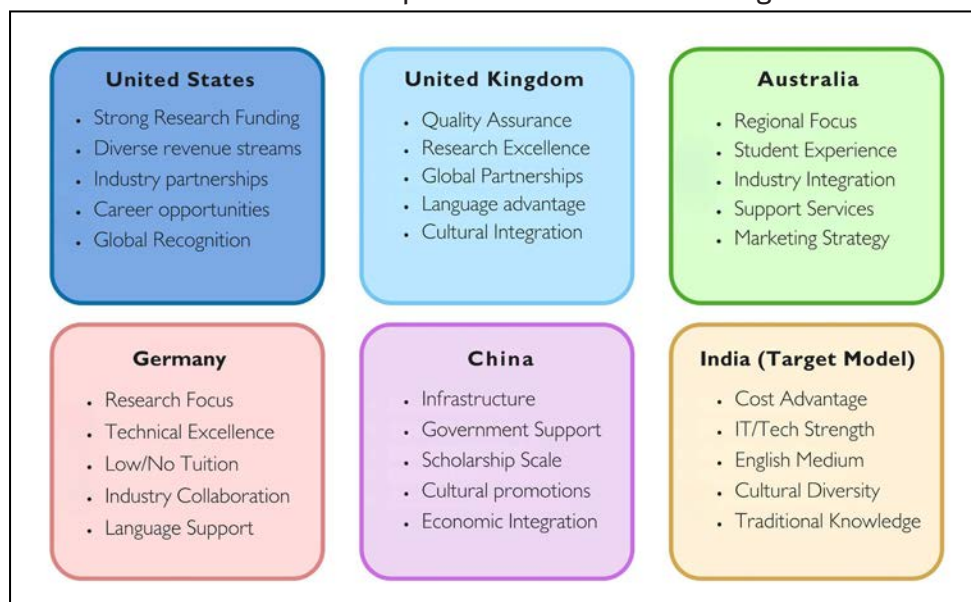 United States
• Strong Research Funding
• Diverse revenue streams
• Industry partnerships
• Career opportunities
• Global Recognition
United Kingdom
• Quality Assurance
• Research Excellence
• Global Partnerships
• Language advantage
• Cultural Integration
Australia
• Regional Focus
• Student Experience
• Industry Integration
• Support Services
• Marketing Strategy
Germany
• Research Focus
• Technical Excellence
• Low/No Tuition
• Industry Collaboration
• Language Support
China
• Infrastructure
• Government Support
• Scholarship Scale
• Cultural promotions
• Economic Integration
India (Target Model)
• Cost Advantage
• IT/Tech Strength
• English Medium
• Cultural Diversity
• Traditional Knowledge